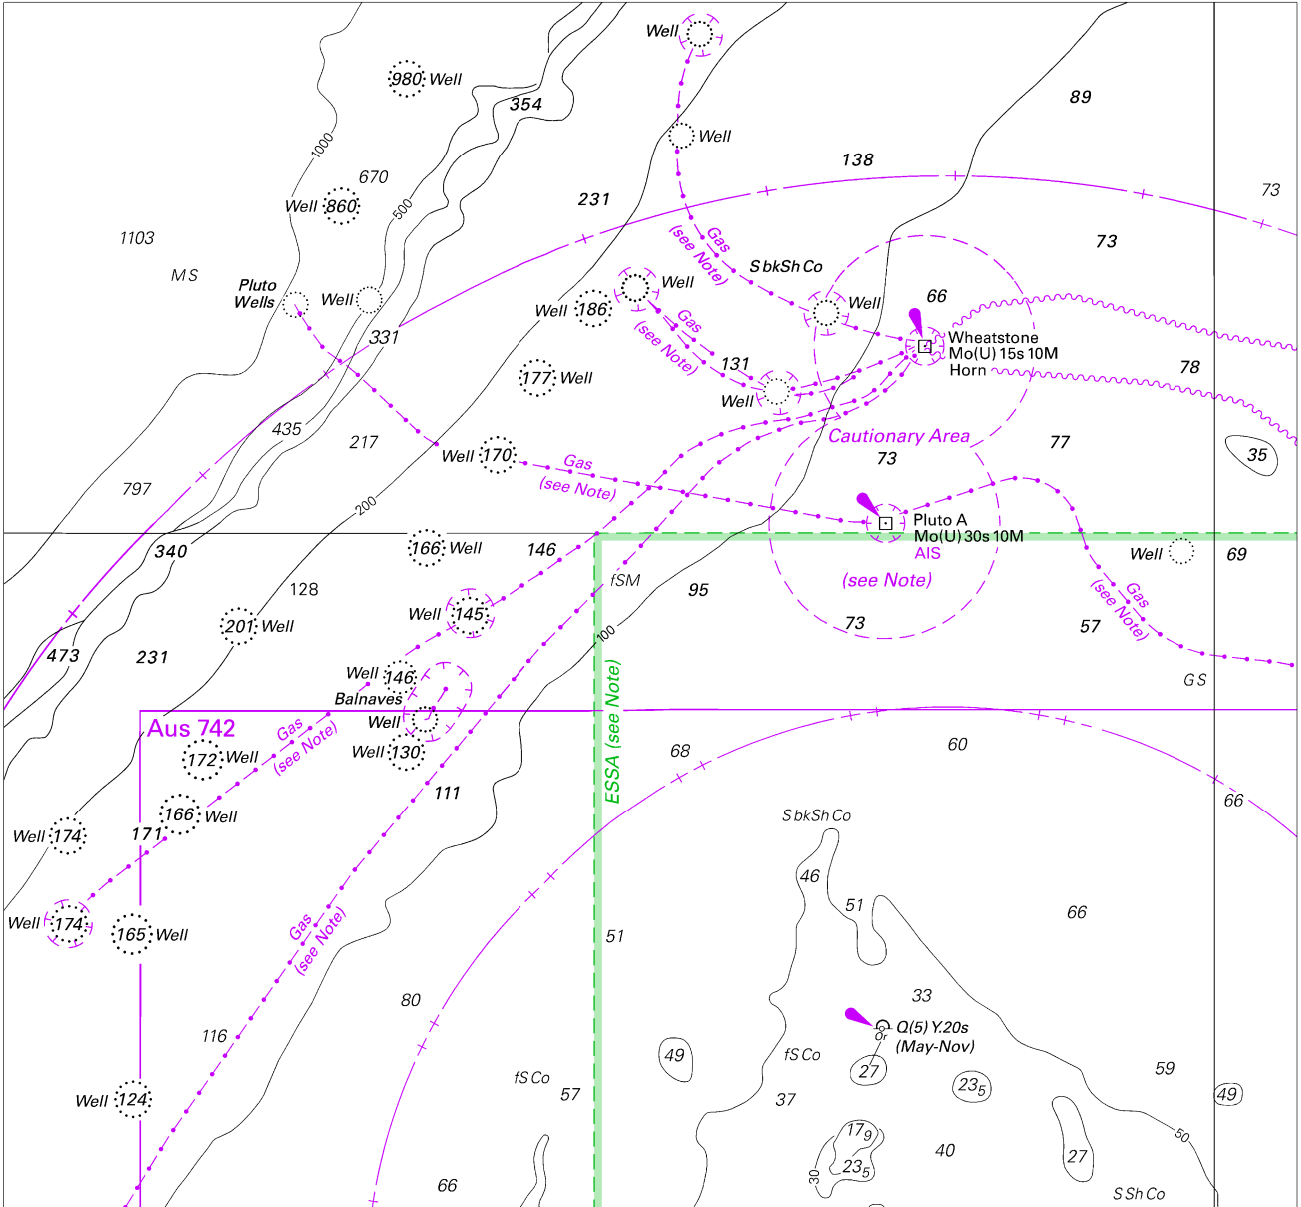 Well
980 Well
354
89
Well
1000
138
670
73
231
Well 860
500
1103
Gas
(see Note)
73
S bkSh Co
M S
Pluto
Wells
Well
Well
66
Well
Well 186
Gas
(see Note)
331
Wheatstone
Mo(U) 15s 10M
Horn
131
78
177 Well
Well
435
217
Cautionary Area
77
73
35
Well 170
Gas
(see Note)
797
200
Pluto A
Mo(U) 30s 10M
AIS
340
166 Well
146
Well
69
fSM
(see Note)
128
95
Gas
(see Note)
Well 145
201 Well
73
57
100
473
231
Well 146
GS
Balnaves
Well
ESSA (see Note)
Aus 742
Gas
(see Note)
68
60
172 Well
Well 130
111
66
166 Well
S bkSh Co
Well 174
171
46
51
66
Well 174
165 Well
Gas
(see Note)
51
80
33
Q(5) Y.20s
(May-Nov)
Or
116
49
fS Co
27
59
fS Co
57
23₅
49
Well 124
37
17₉
50
40
27
23₅
30
66
S Sh Co